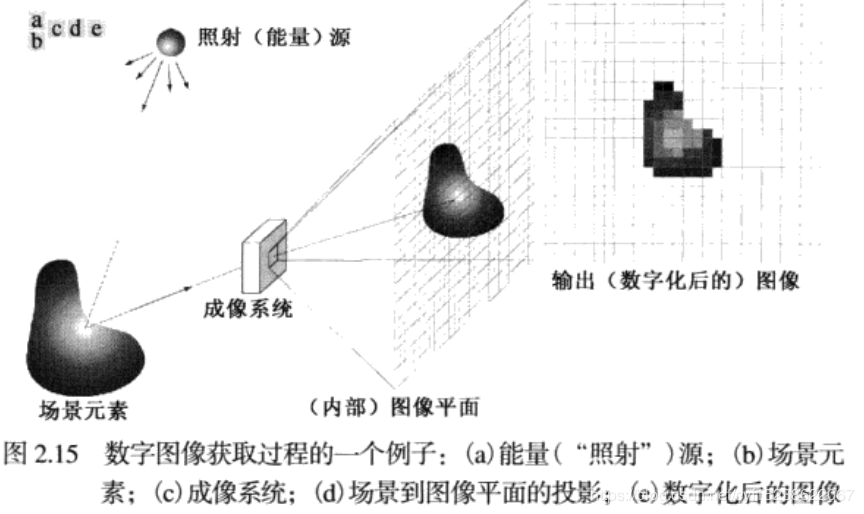 a
b c d e
照射（能量）源
成像系统
输出（数字化后的）图像
场景元素
（内部）图像平面
图 2.15 数字图像获取过程的一个例子：(a)能量(“照射”)源；(b)场景元
素；(c)成像系统；(d)场景到图像平面的投影；(e)数字化后的图像